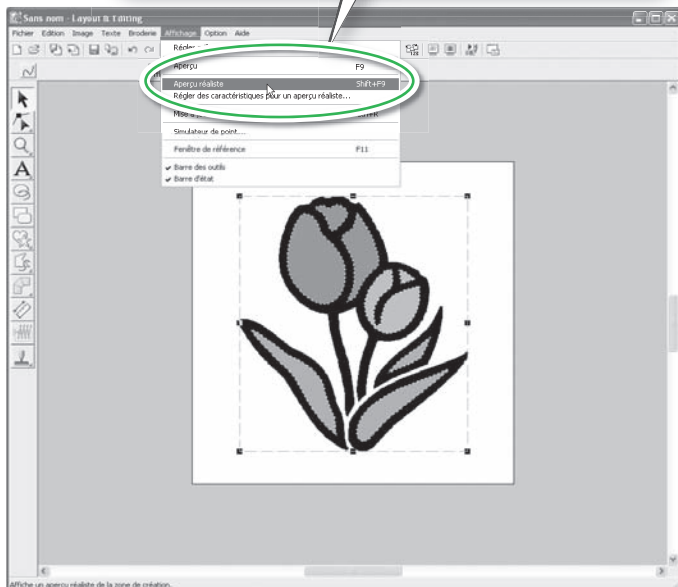 Sans nom - Layout & Editing
Fichier Edition Image Texte Broderie Affichage Option Aide
Aperçu F9
Aperçu réaliste Shift+F9
Régler des caractéristiques pour un aperçu réaliste...
Mise à
Simulateur de point...
Fenêtre de référence F11
Barre des outils
Barre d'état
A
Affiche un aperçu réaliste de la zone de création.